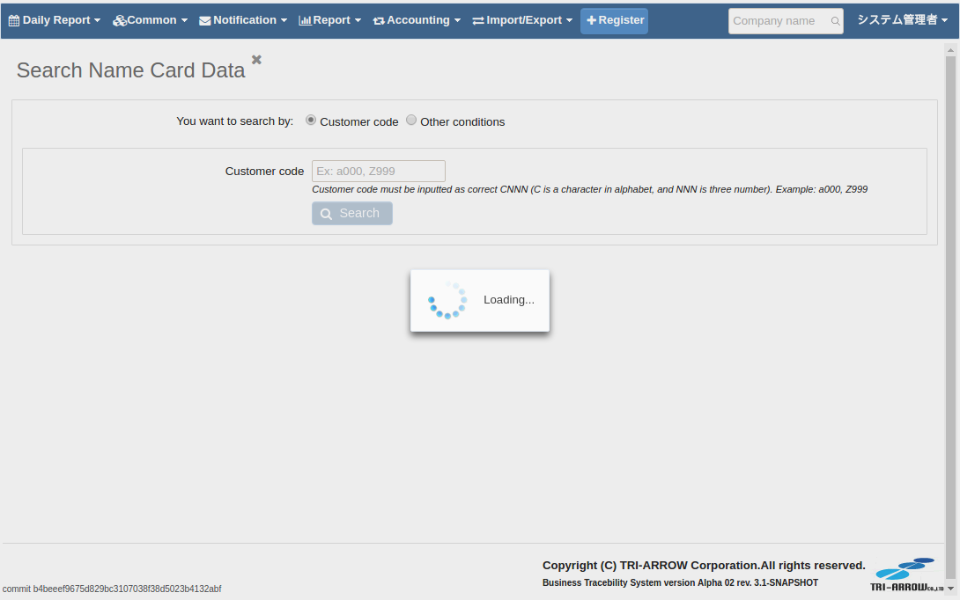 Daily Report Common Notification Report Accounting Import/Export Register Company name システム管理者
Search Name Card Data
You want to search by: Customer code Other conditions
Customer code Ex: a000, Z999
Customer code must be inputted as correct CNNN (C is a character in alphabet, and NNN is three number). Example: a000, Z999
Search
Loading...
Copyright (C) TRI-ARROW Corporation.All rights reserved.
Business Tracebility System version Alpha 02 rev. 3.1-SNAPSHOT
TRI-ARROW CO.,LTD
commit b4beeef9675d829bc3107038f38d5023b4132abf